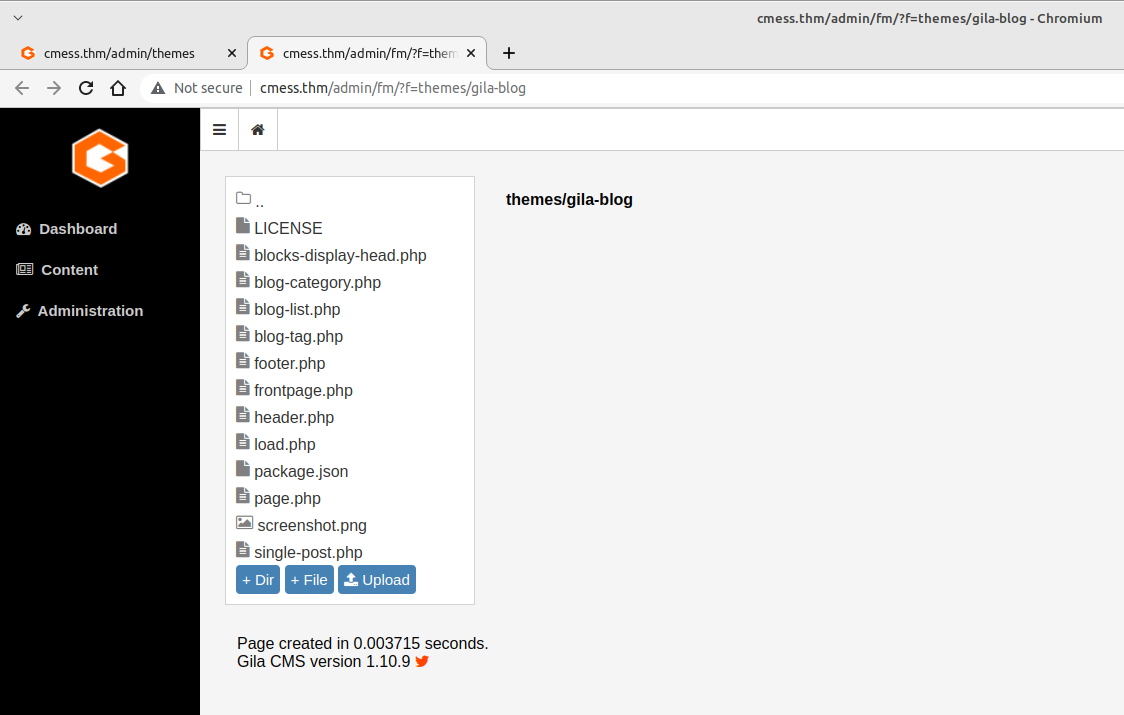 cmess.thm/admin/fm/?f=themes/gila-blog - Chromium
cmess.thm/admin/themes
cmess.thm/admin/fm/?f=them
Not secure
cmess.thm/admin/fm/?f=themes/gila-blog
Dashboard
Content
Administration
..
LICENSE
blocks-display-head.php
blog-category.php
blog-list.php
blog-tag.php
footer.php
frontpage.php
header.php
load.php
package.json
page.php
screenshot.png
single-post.php
+ Dir + File Upload
themes/gila-blog
Page created in 0.003715 seconds.
Gila CMS version 1.10.9